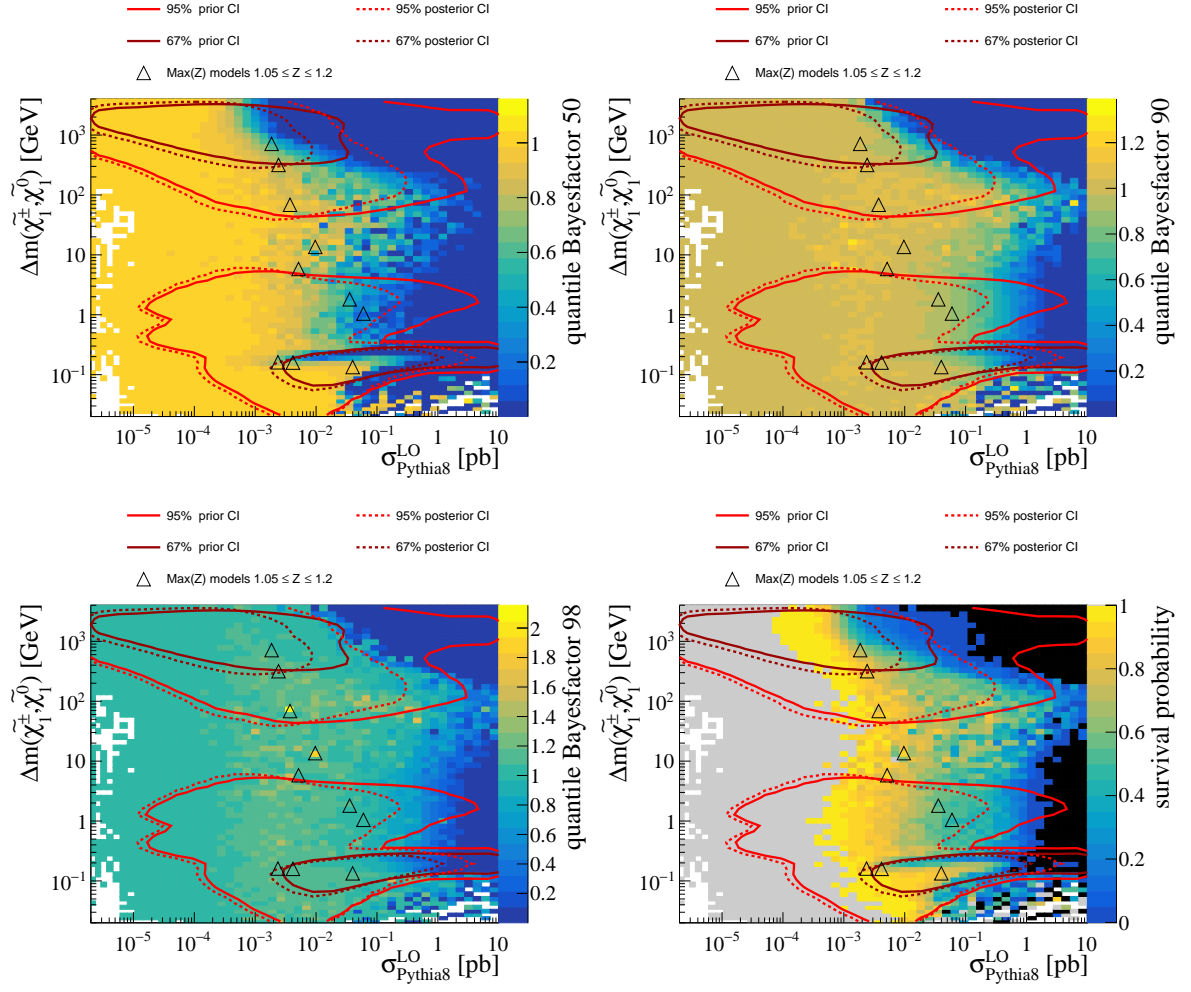 95% prior CI
95% posterior CI
67% prior CI
67% posterior CI
Max(Z) models 1.05 ≤ Z ≤ 1.2
Δm(χ̃₁±,χ̃₁⁰) [GeV]
10³
10²
10
1
10⁻¹
10⁻⁵ 10⁻⁴ 10⁻³ 10⁻² 10⁻¹ 1 10
σ^LO_Pythia8 [pb]
1
0.8
0.6
0.4
0.2
quantile Bayesfactor 50
95% prior CI
95% posterior CI
67% prior CI
67% posterior CI
Max(Z) models 1.05 ≤ Z ≤ 1.2
Δm(χ̃₁±,χ̃₁⁰) [GeV]
10³
10²
10
1
10⁻¹
10⁻⁵ 10⁻⁴ 10⁻³ 10⁻² 10⁻¹ 1 10
σ^LO_Pythia8 [pb]
1.2
1
0.8
0.6
0.4
0.2
quantile Bayesfactor 90
95% prior CI
95% posterior CI
67% prior CI
67% posterior CI
Max(Z) models 1.05 ≤ Z ≤ 1.2
Δm(χ̃₁±,χ̃₁⁰) [GeV]
10³
10²
10
1
10⁻¹
10⁻⁵ 10⁻⁴ 10⁻³ 10⁻² 10⁻¹ 1 10
σ^LO_Pythia8 [pb]
2
1.8
1.6
1.4
1.2
1
0.8
0.6
0.4
0.2
quantile Bayesfactor 98
95% prior CI
95% posterior CI
67% prior CI
67% posterior CI
Max(Z) models 1.05 ≤ Z ≤ 1.2
Δm(χ̃₁±,χ̃₁⁰) [GeV]
10³
10²
10
1
10⁻¹
10⁻⁵ 10⁻⁴ 10⁻³ 10⁻² 10⁻¹ 1 10
σ^LO_Pythia8 [pb]
1
0.8
0.6
0.4
0.2
0
survival probability